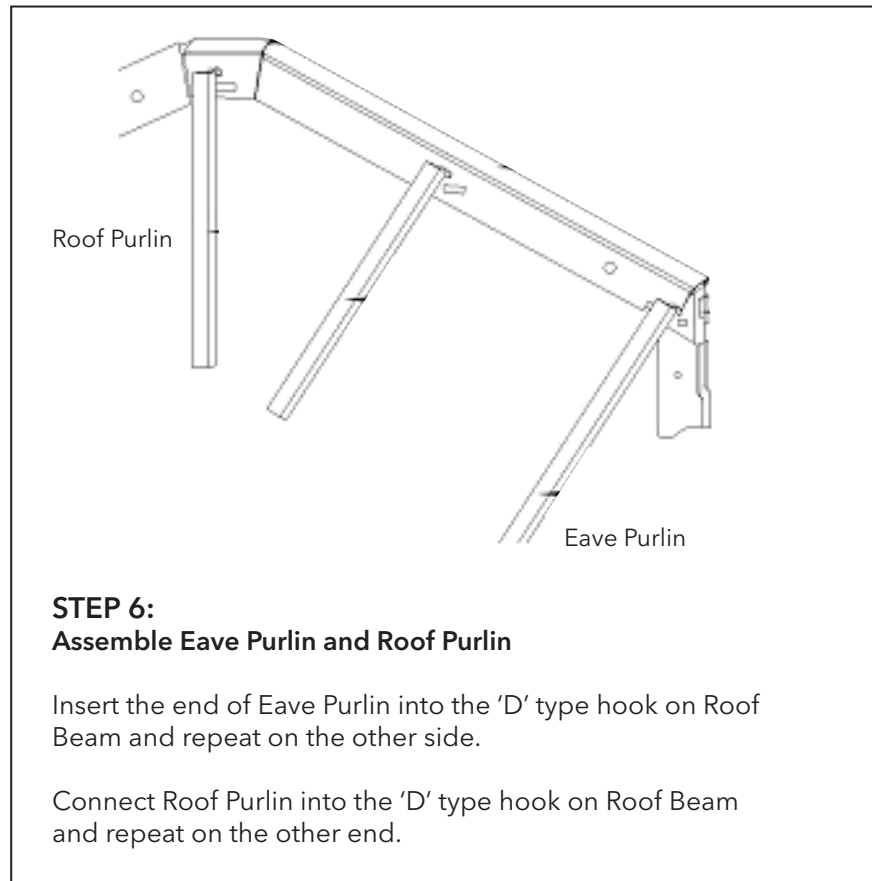 Roof Purlin
Eave Purlin
STEP 6:
Assemble Eave Purlin and Roof Purlin
Insert the end of Eave Purlin into the ‘D’ type hook on Roof
Beam and repeat on the other side.
Connect Roof Purlin into the ‘D’ type hook on Roof Beam
and repeat on the other end.